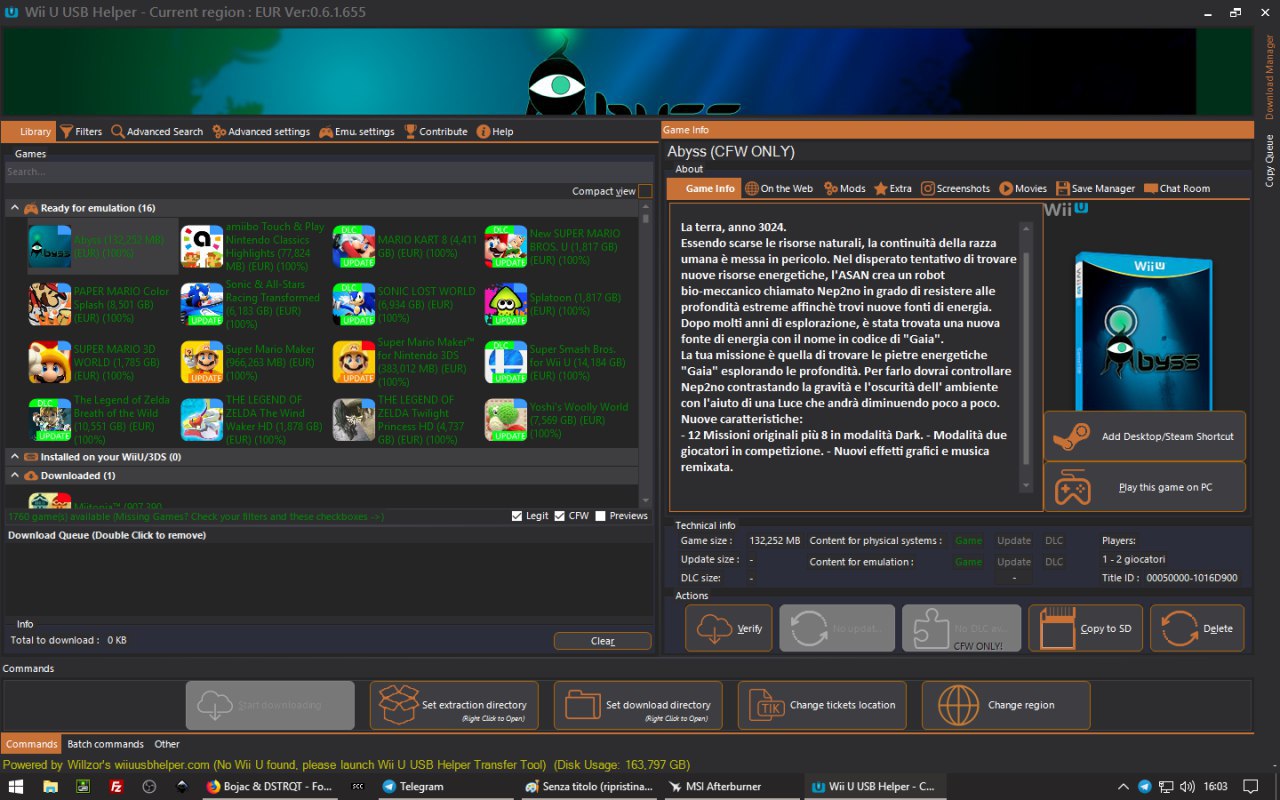 Wii U USB Helper - Current region : EUR Ver:0.6.1.655
Abyss
Download Manager
Copy Queue
Library
Filters
Advanced Search
Advanced settings
Emu. settings
Contribute
Help
Games
Search...
Compact view
Ready for emulation (16)
Abyss (132,252 MB)
(EUR) (100%)
amiibo Touch & Play
Nintendo Classics
Highlights (77,824
MB) (EUR) (100%)
DLC
UPDATE
MARIO KART 8 (4,411
GB) (EUR) (100%)
DLC
UPDATE
New SUPER MARIO
BROS. U (1,817 GB)
(EUR) (100%)
PAPER MARIO Color
Splash (8,501 GB)
(EUR) (100%)
UPDATE
Sonic & All-Stars
Racing Transformed
(6,183 GB) (EUR)
(100%)
DLC
UPDATE
SONIC LOST WORLD
(6,934 GB) (EUR)
(100%)
UPDATE
Splatoon (1,817 GB)
(EUR) (100%)
SUPER MARIO 3D
WORLD (1,785 GB)
(EUR) (100%)
UPDATE
Super Mario Maker
(966,263 MB) (EUR)
(100%)
UPDATE
Super Mario Maker™
for Nintendo 3DS
(383,012 MB) (EUR)
(100%)
DLC
UPDATE
Super Smash Bros.
for Wii U (14,184 GB)
(EUR) (100%)
DLC
UPDATE
The Legend of Zelda
Breath of the Wild
(10,551 GB) (EUR)
(100%)
THE LEGEND OF
ZELDA The Wind
Waker HD (1,878 GB)
(EUR) (100%)
THE LEGEND OF
ZELDA Twilight
Princess HD (4,737
GB) (EUR) (100%)
UPDATE
Yoshi's Woolly World
(7,569 GB) (EUR)
(100%)
Installed on your WiiU/3DS (0)
Downloaded (1)
Miitopia™ (907,390
1760 game(s) available (Missing Games? Check your filters and these checkboxes ->)
Legit
CFW
Previews
Download Queue (Double Click to remove)
Info
Total to download : 0 KB
Clear
Game Info
Abyss (CFW ONLY)
About
Game Info
On the Web
Mods
Extra
Screenshots
Movies
Save Manager
Chat Room
La terra, anno 3024.
Essendo scarse le risorse naturali, la continuità della razza
umana è messa in pericolo. Nel disperato tentativo di trovare
nuove risorse energetiche, l'ASAN crea un robot
bio-meccanico chiamato Nep2no in grado di resistere alle
profondità estreme affinchè trovi nuove fonti di energia.
Dopo molti anni di esplorazione, è stata trovata una nuova
fonte di energia con il nome in codice di "Gaia".
La tua missione è quella di trovare le pietre energetiche
"Gaia" esplorando le profondità. Per farlo dovrai controllare
Nep2no contrastando la gravità e l'oscurità dell' ambiente
con l'aiuto di una Luce che andrà diminuendo poco a poco.
Nuove caratteristiche:
- 12 Missioni originali più 8 in modalità Dark. - Modalità due
giocatori in competizione. - Nuovi effetti grafici e musica
remixata.
Wii U
Wii U
Abyss
Add Desktop/Steam Shortcut
Play this game on PC
Technical info
Game size : 132,252 MB Content for physical systems : Game Update DLC Players:
Update size : - Content for emulation : Game Update DLC 1 - 2 giocatori
DLC size: - - Title ID : 00050000-1016D900
Actions
Verify
No updat...
No DLC av...
CFW ONLY!
Copy to SD
Delete
Commands
Start downloading
Set extraction directory
(Right Click to Open)
Set download directory
(Right Click to Open)
TIK
Change tickets location
Change region
Commands
Batch commands
Other
Powered by Willzor's wiiuusbhelper.com (No Wii U found, please launch Wii U USB Helper Transfer Tool) (Disk Usage: 163,797 GB)
Bojac & DSTRQT - Fo...
Telegram
Senza titolo (ripristina...
MSI Afterburner
Wii U USB Helper - C...
16:03